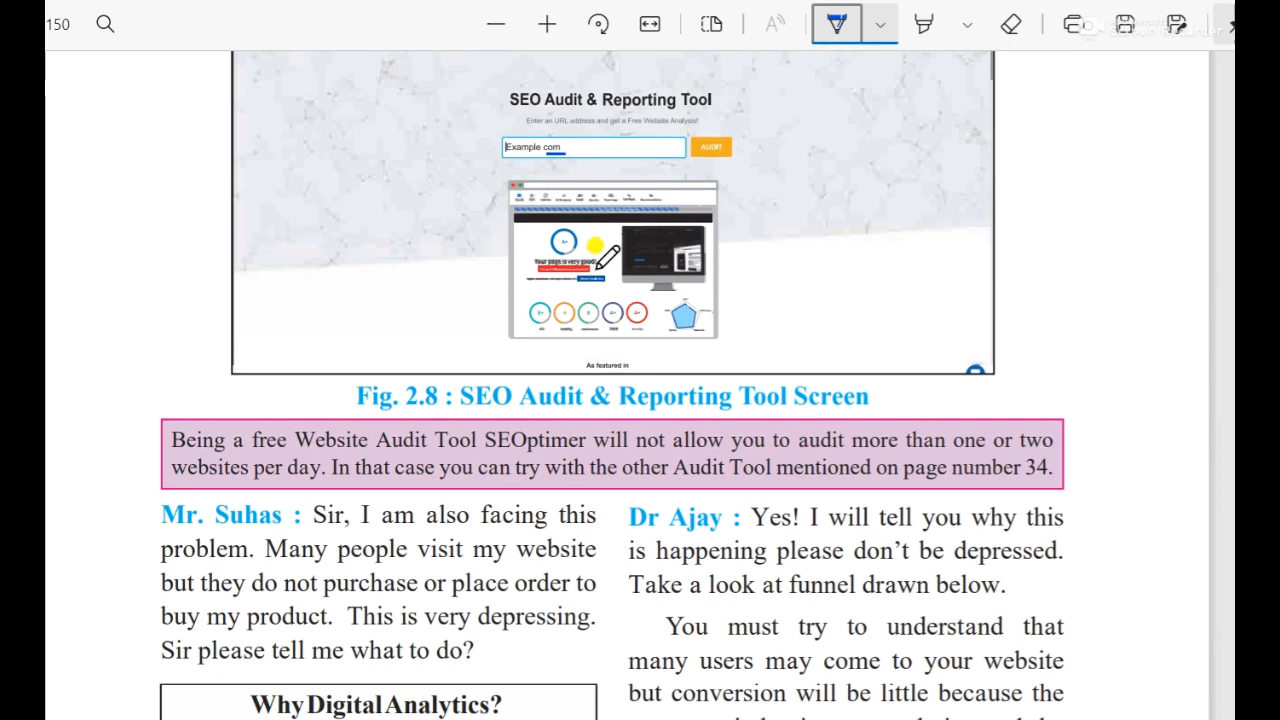 150
SEO Audit & Reporting Tool
Enter an URL address and get a Free Website Analysis!
Example com
AUDIT
A+
Your page is very good!
As featured in
Fig. 2.8 : SEO Audit & Reporting Tool Screen
Being a free Website Audit Tool SEOptimer will not allow you to audit more than one or two
websites per day. In that case you can try with the other Audit Tool mentioned on page number 34.
Mr. Suhas : Sir, I am also facing this
problem. Many people visit my website
but they do not purchase or place order to
buy my product. This is very depressing.
Sir please tell me what to do?
Why Digital Analytics?
Dr Ajay : Yes! I will tell you why this
is happening please don't be depressed.
Take a look at funnel drawn below.
You must try to understand that
many users may come to your website
but conversion will be little because the